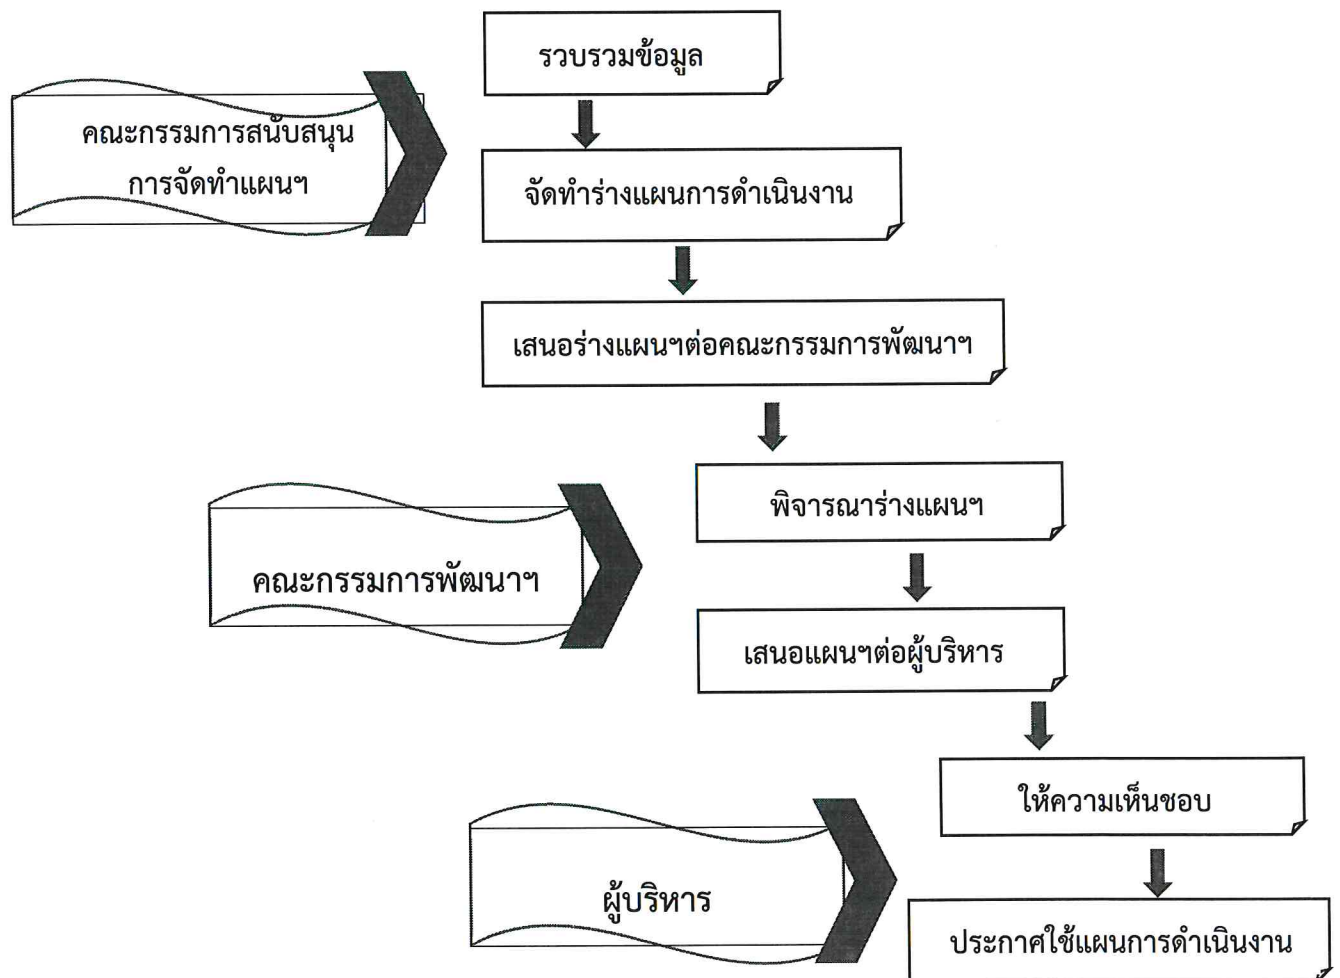 รวบรวมข้อมูล
คณะกรรมการสนับสนุน
การจัดทำแผนฯ
จัดทำร่างแผนการดำเนินงาน
เสนอร่างแผนฯต่อคณะกรรมการพัฒนาฯ
คณะกรรมการพัฒนาฯ
พิจารณาร่างแผนฯ
เสนอแผนฯต่อผู้บริหาร
ผู้บริหาร
ให้ความเห็นชอบ
ประกาศใช้แผนการดำเนินงาน